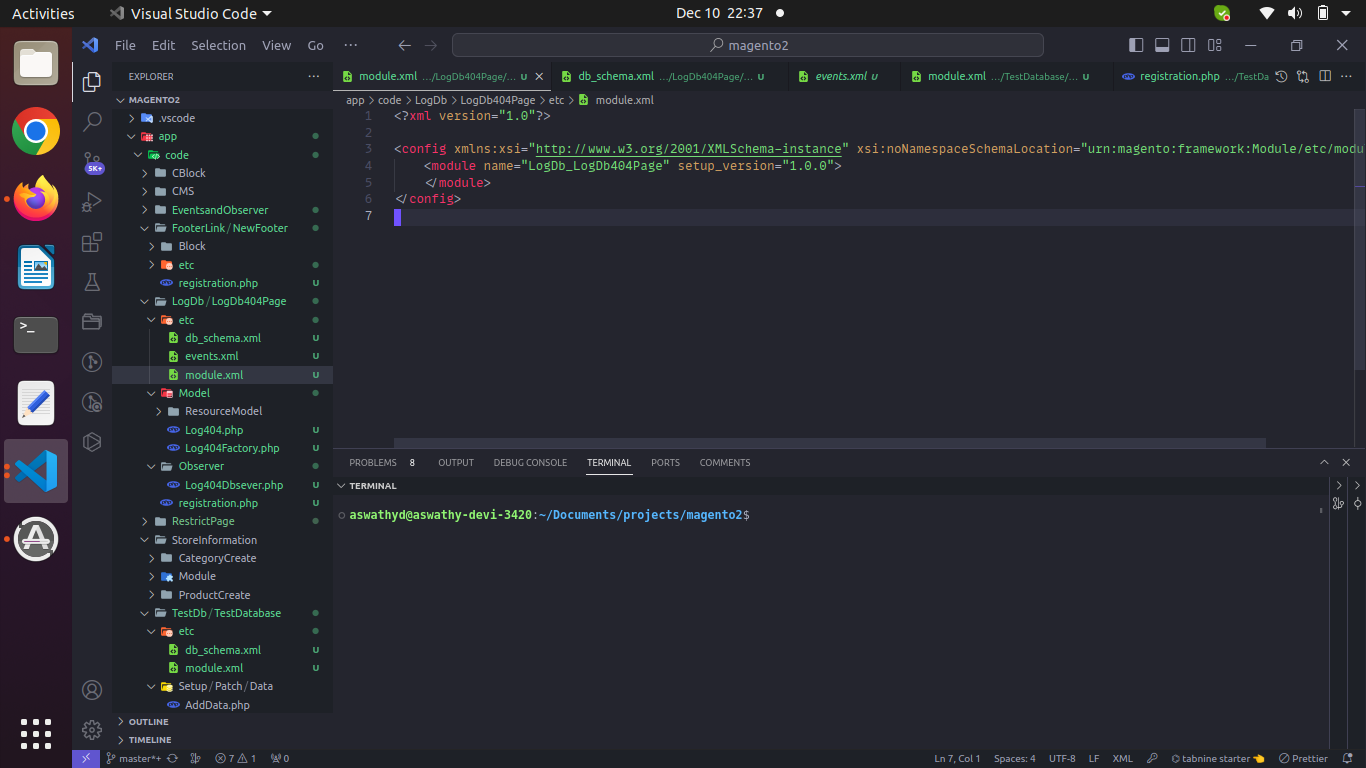 Activities
Visual Studio Code
Dec 10 22:37
File Edit Selection View Go ···
magento2
EXPLORER ···
MAGENTO2
.vscode
app
code
CBlock
CMS
EventsandObserver
FooterLink / NewFooter
Block
etc
registration.php U
LogDb / LogDb404Page
etc
db_schema.xml U
events.xml U
module.xml U
Model
ResourceModel
Log404.php U
Log404Factory.php U
Observer
Log404Dbsever.php U
registration.php U
RestrictPage
StoreInformation
CategoryCreate
Module
ProductCreate
TestDb / TestDatabase
etc
db_schema.xml U
module.xml U
Setup / Patch / Data
AddData.php
OUTLINE
TIMELINE
5K+
module.xml .../LogDb404Page/... U
db_schema.xml .../LogDb404Page/... U
events.xml U
module.xml .../TestDatabase/... U
registration.php .../TestDa
app > code > LogDb > LogDb404Page > etc > module.xml
1 <?xml version="1.0"?>
2
3 <config xmlns:xsi="http://www.w3.org/2001/XMLSchema-instance" xsi:noNamespaceSchemaLocation="urn:magento:framework:Module/etc/modu
4 <module name="LogDb_LogDb404Page" setup_version="1.0.0">
5 </module>
6 </config>
7
PROBLEMS 8 OUTPUT DEBUG CONSOLE TERMINAL PORTS COMMENTS
TERMINAL
aswathyd@aswathy-devi-3420:~/Documents/projects/magento2$
master*+ 7 1 0
Ln 7, Col 1 Spaces: 4 UTF-8 LF XML tabnine starter Prettier